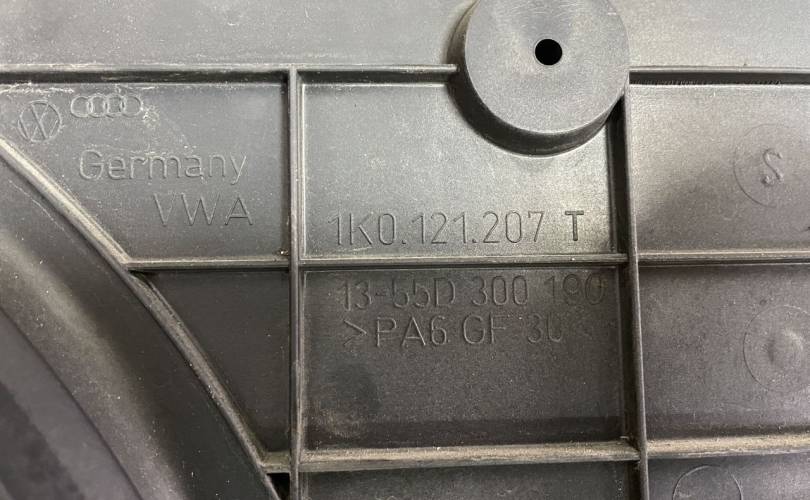 Germany
VWA
1K0.121.207 T
13-55D 300 190
>PA6 GF 30
S